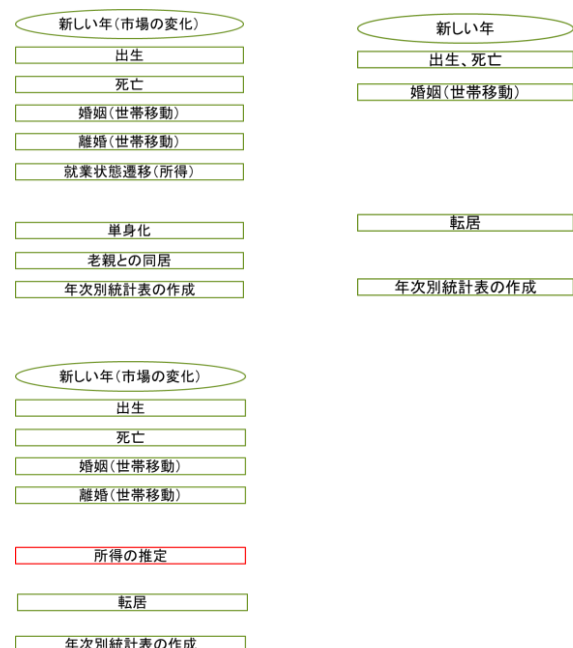 新しい年(市場の変化)
出生
死亡
婚姻(世帯移動)
離婚(世帯移動)
就業状態遷移(所得)
単身化
老親との同居
年次別統計表の作成
新しい年
出生、死亡
婚姻(世帯移動)
転居
年次別統計表の作成
新しい年(市場の変化)
出生
死亡
婚姻(世帯移動)
離婚(世帯移動)
所得の推定
転居
年次別統計表の作成